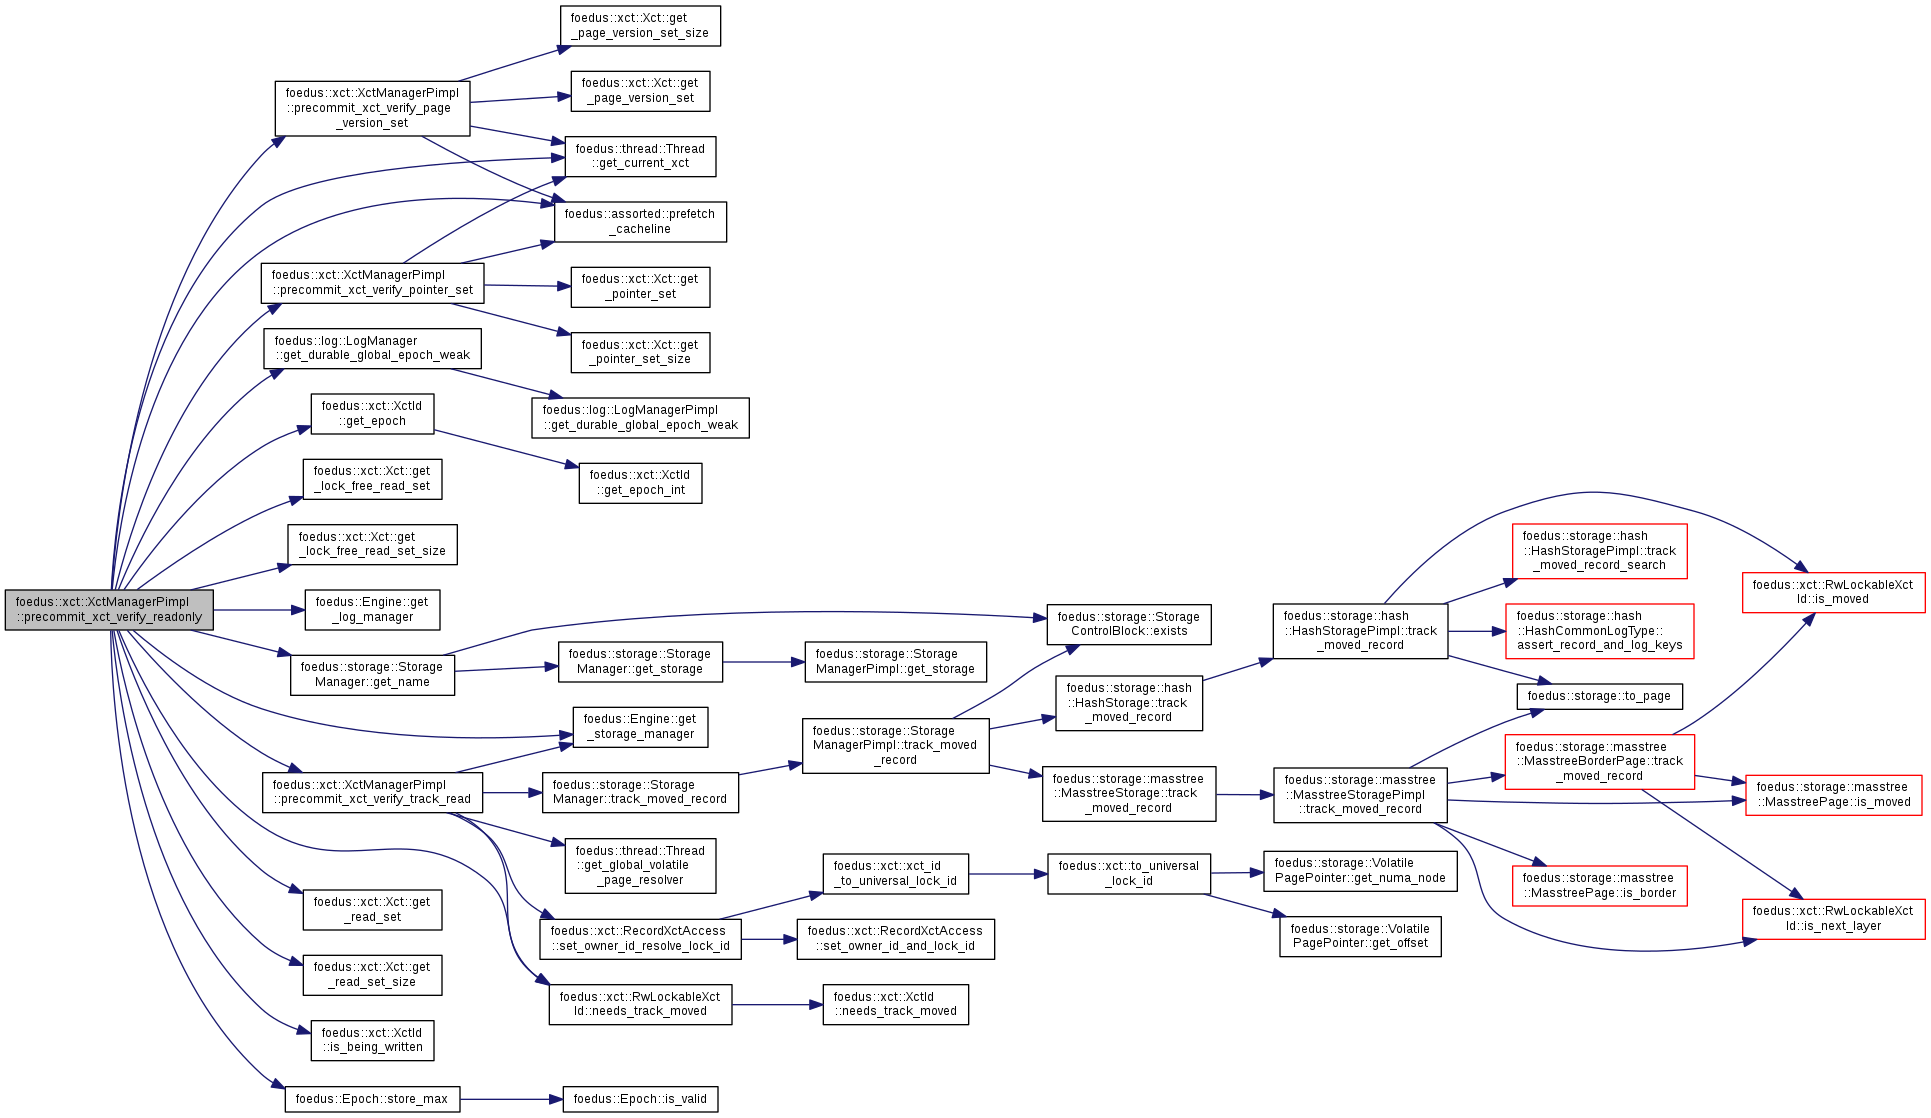 foedus::xct::XctManagerPimpl
::precommit_xct_verify_readonly
foedus::xct::XctManagerPimpl
::precommit_xct_verify_page
_version_set
foedus::xct::Xct::get
_page_version_set_size
foedus::xct::Xct::get
_page_version_set
foedus::thread::Thread
::get_current_xct
foedus::assorted::prefetch
_cacheline
foedus::xct::XctManagerPimpl
::precommit_xct_verify_pointer_set
foedus::xct::Xct::get
_pointer_set
foedus::xct::Xct::get
_pointer_set_size
foedus::log::LogManager
::get_durable_global_epoch_weak
foedus::log::LogManagerPimpl
::get_durable_global_epoch_weak
foedus::xct::XctId
::get_epoch
foedus::xct::XctId
::get_epoch_int
foedus::xct::Xct::get
_lock_free_read_set
foedus::xct::Xct::get
_lock_free_read_set_size
foedus::Engine::get
_log_manager
foedus::storage::Storage
Manager::get_name
foedus::storage::Storage
ControlBlock::exists
foedus::storage::Storage
Manager::get_storage
foedus::storage::Storage
ManagerPimpl::get_storage
foedus::Engine::get
_storage_manager
foedus::xct::XctManagerPimpl
::precommit_xct_verify_track_read
foedus::storage::Storage
Manager::track_moved_record
foedus::storage::Storage
ManagerPimpl::track_moved
_record
foedus::storage::hash
::HashStorage::track
_moved_record
foedus::storage::hash
::HashStoragePimpl::track
_moved_record
foedus::storage::hash
::HashStoragePimpl::track
_moved_record_search
foedus::storage::hash
::HashCommonLogType::
assert_record_and_log_keys
foedus::xct::RwLockableXct
Id::is_moved
foedus::storage::to_page
foedus::storage::masstree
::MasstreeStorage::track
_moved_record
foedus::storage::masstree
::MasstreeStoragePimpl
::track_moved_record
foedus::storage::masstree
::MasstreeBorderPage::track
_moved_record
foedus::storage::masstree
::MasstreePage::is_moved
foedus::storage::masstree
::MasstreePage::is_border
foedus::xct::RwLockableXct
Id::is_next_layer
foedus::thread::Thread
::get_global_volatile
_page_resolver
foedus::xct::RecordXctAccess
::set_owner_id_resolve_lock_id
foedus::xct::xct_id
_to_universal_lock_id
foedus::xct::to_universal
_lock_id
foedus::storage::Volatile
PagePointer::get_numa_node
foedus::storage::Volatile
PagePointer::get_offset
foedus::xct::RecordXctAccess
::set_owner_id_and_lock_id
foedus::xct::RwLockableXct
Id::needs_track_moved
foedus::xct::XctId
::needs_track_moved
foedus::xct::Xct::get
_read_set
foedus::xct::Xct::get
_read_set_size
foedus::xct::XctId
::is_being_written
foedus::Epoch::store_max
foedus::Epoch::is_valid